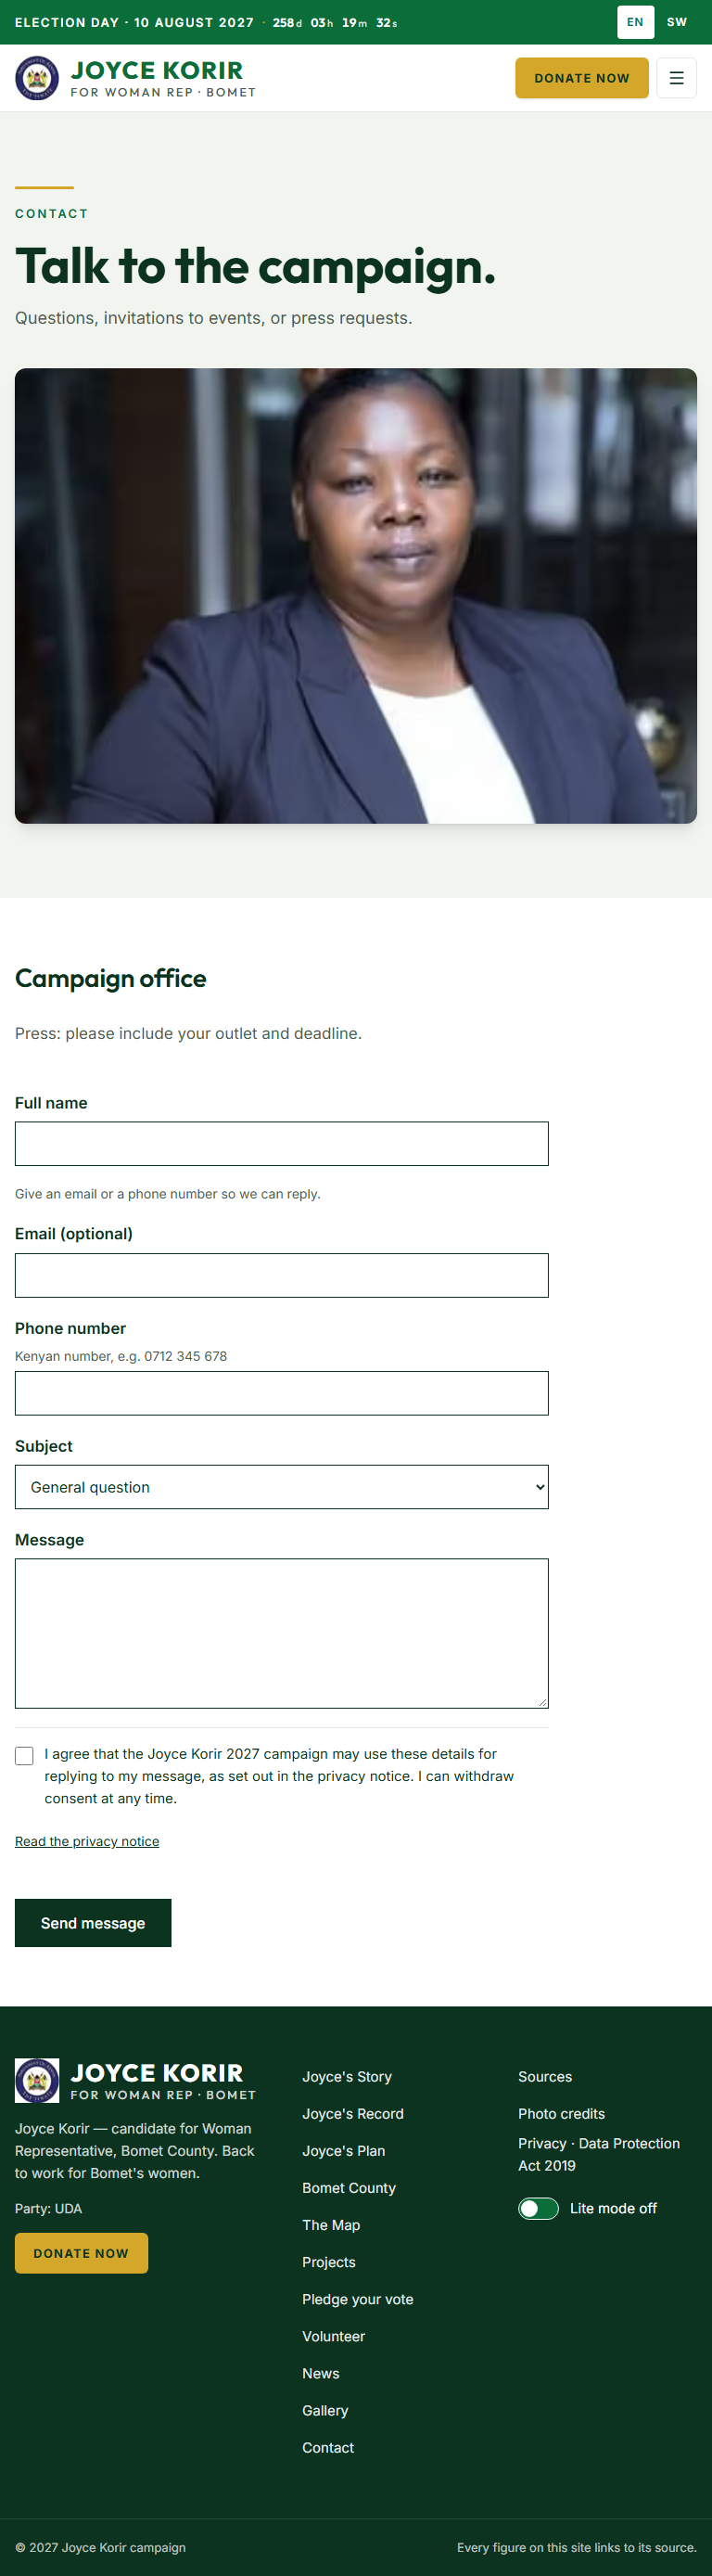 ELECTION DAY · 10 AUGUST 2027 · 258d 03h 19m 32s
EN SW
JOYCE KORIR
FOR WOMAN REP · BOMET
DONATE NOW
CONTACT
Talk to the campaign.
Questions, invitations to events, or press requests.
Campaign office
Press: please include your outlet and deadline.
Full name
Give an email or a phone number so we can reply.
Email (optional)
Phone number
Kenyan number, e.g. 0712 345 678
Subject
General question
Message
I agree that the Joyce Korir 2027 campaign may use these details for
replying to my message, as set out in the privacy notice. I can withdraw
consent at any time.
Read the privacy notice
Send message
JOYCE KORIR
FOR WOMAN REP · BOMET
Joyce Korir — candidate for Woman
Representative, Bomet County. Back
to work for Bomet's women.
Party: UDA
DONATE NOW
Joyce's Story
Joyce's Record
Joyce's Plan
Bomet County
The Map
Projects
Pledge your vote
Volunteer
News
Gallery
Contact
Sources
Photo credits
Privacy · Data Protection
Act 2019
Lite mode off
© 2027 Joyce Korir campaign
Every figure on this site links to its source.